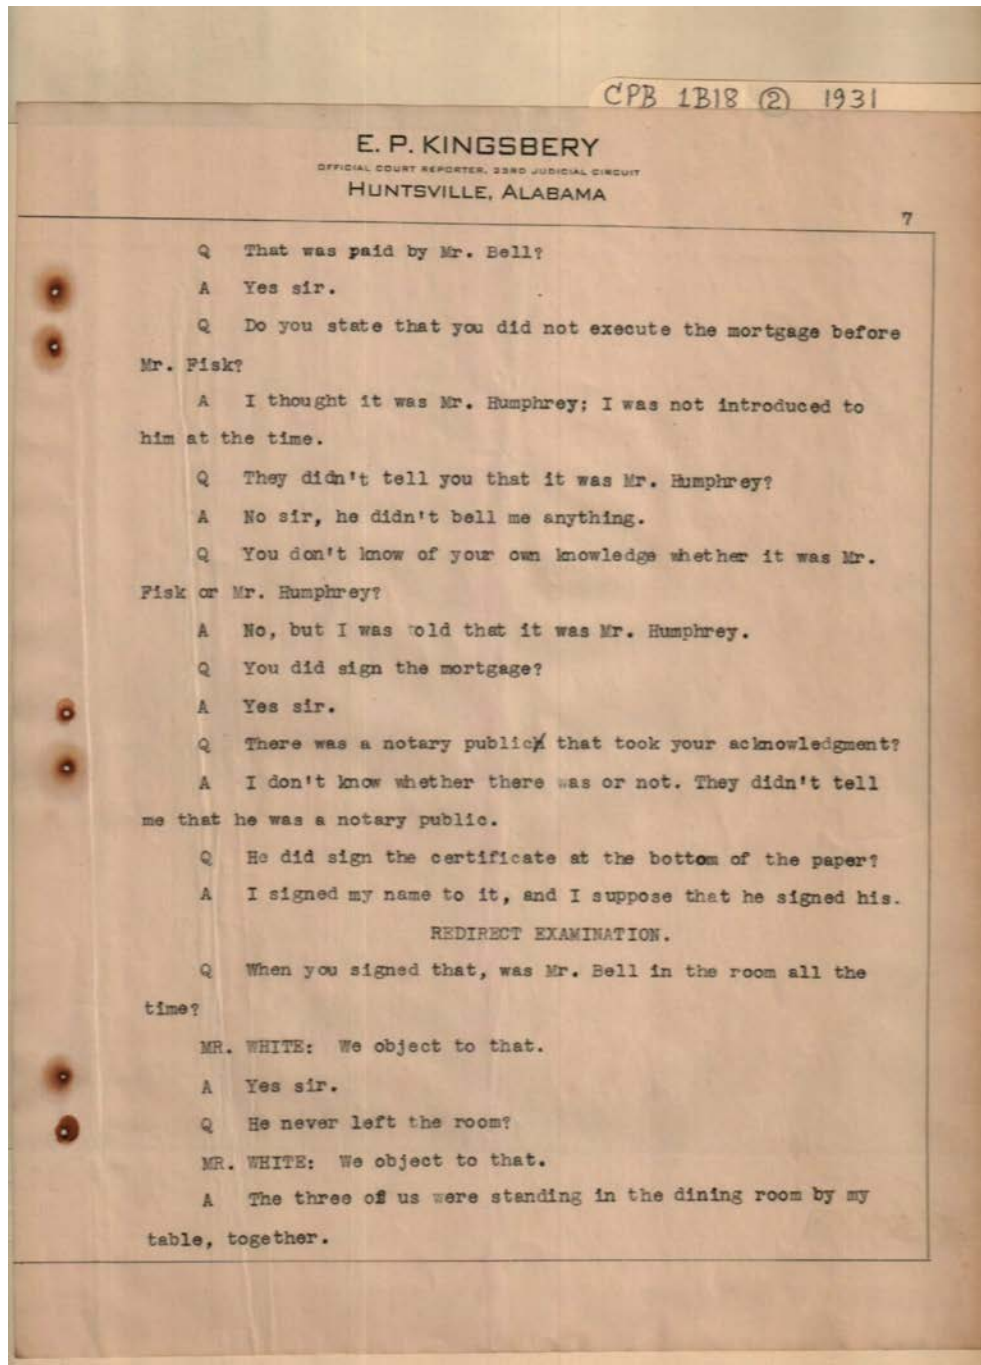 CPB 1B18 ② 1931
E. P. KINGSBERY
OFFICIAL COURT REPORTER, 23RD JUDICIAL CIRCUIT
HUNTSVILLE, ALABAMA
7
Q That was paid by Mr. Bell?
A Yes sir.
Q Do you state that you did not execute the mortgage before
Mr. Fisk?
A I thought it was Mr. Humphrey; I was not introduced to
him at the time.
Q They didn't tell you that it was Mr. Humphrey?
A No sir, he didn't bell me anything.
Q You don't know of your own knowledge whether it was Mr.
Fisk or Mr. Humphrey?
A No, but I was told that it was Mr. Humphrey.
Q You did sign the mortgage?
A Yes sir.
Q There was a notary public that took your acknowledgment?
A I don't know whether there was or not. They didn't tell
me that he was a notary public.
Q He did sign the certificate at the bottom of the paper?
A I signed my name to it, and I suppose that he signed his.
REDIRECT EXAMINATION.
Q When you signed that, was Mr. Bell in the room all the
time?
MR. WHITE: We object to that.
A Yes sir.
Q He never left the room?
MR. WHITE: We object to that.
A The three of us were standing in the dining room by my
table, together.